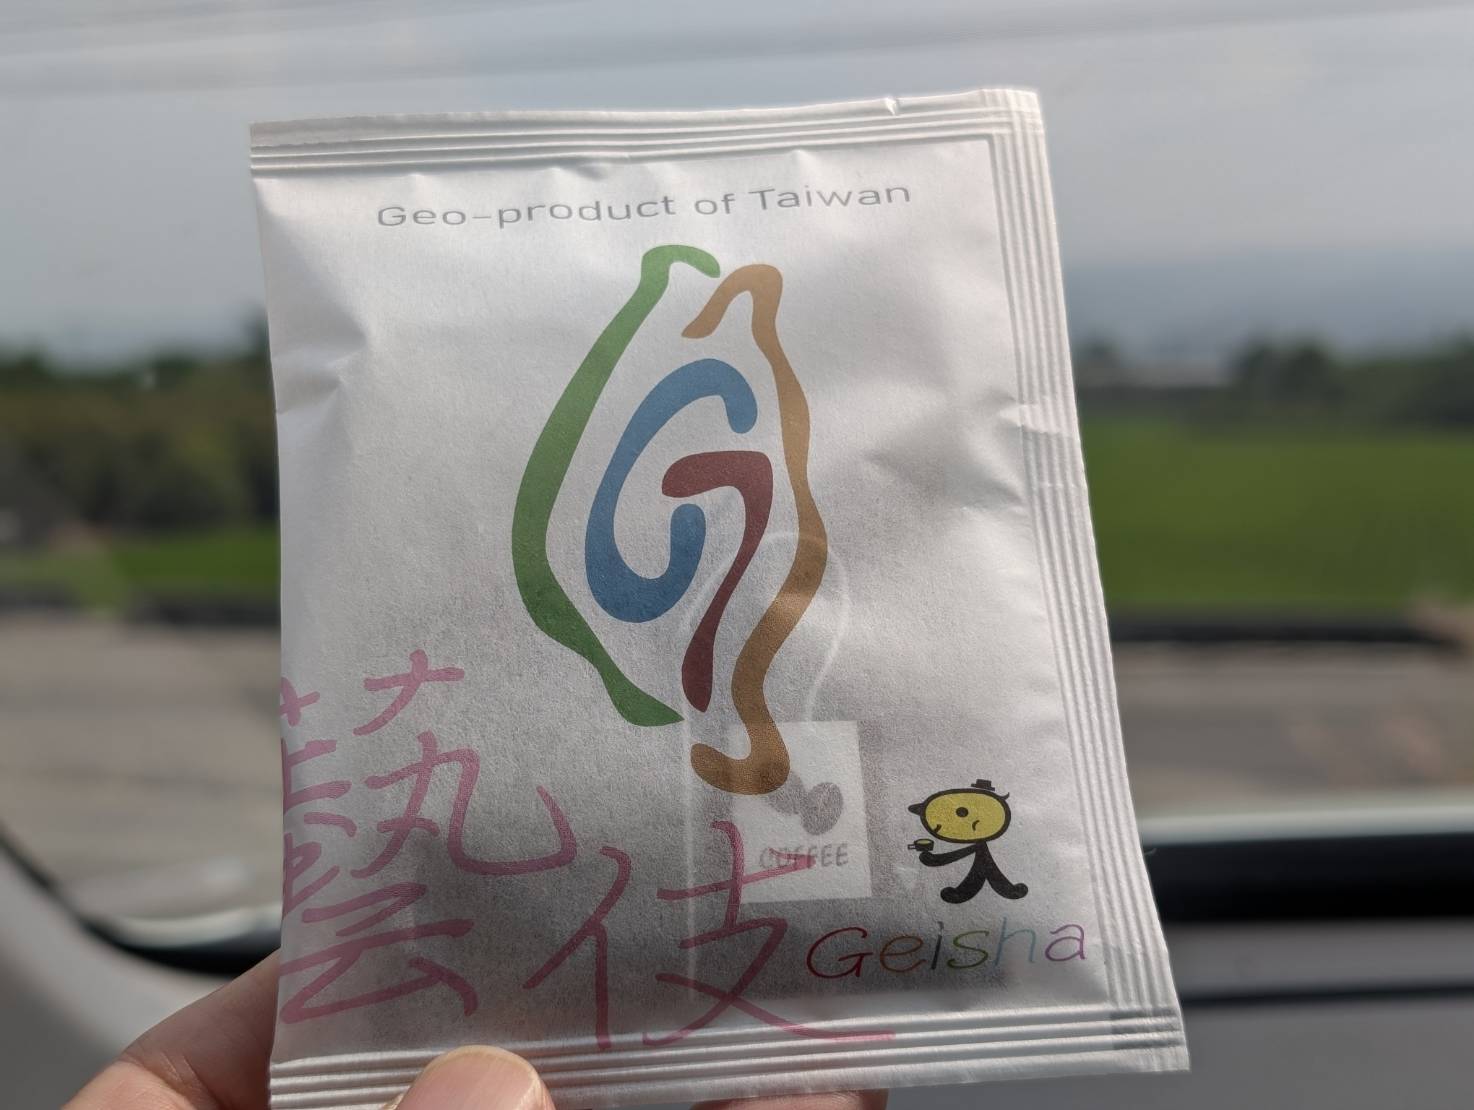 Geo-product of Taiwan
COFFEE
藝伎
Geisha